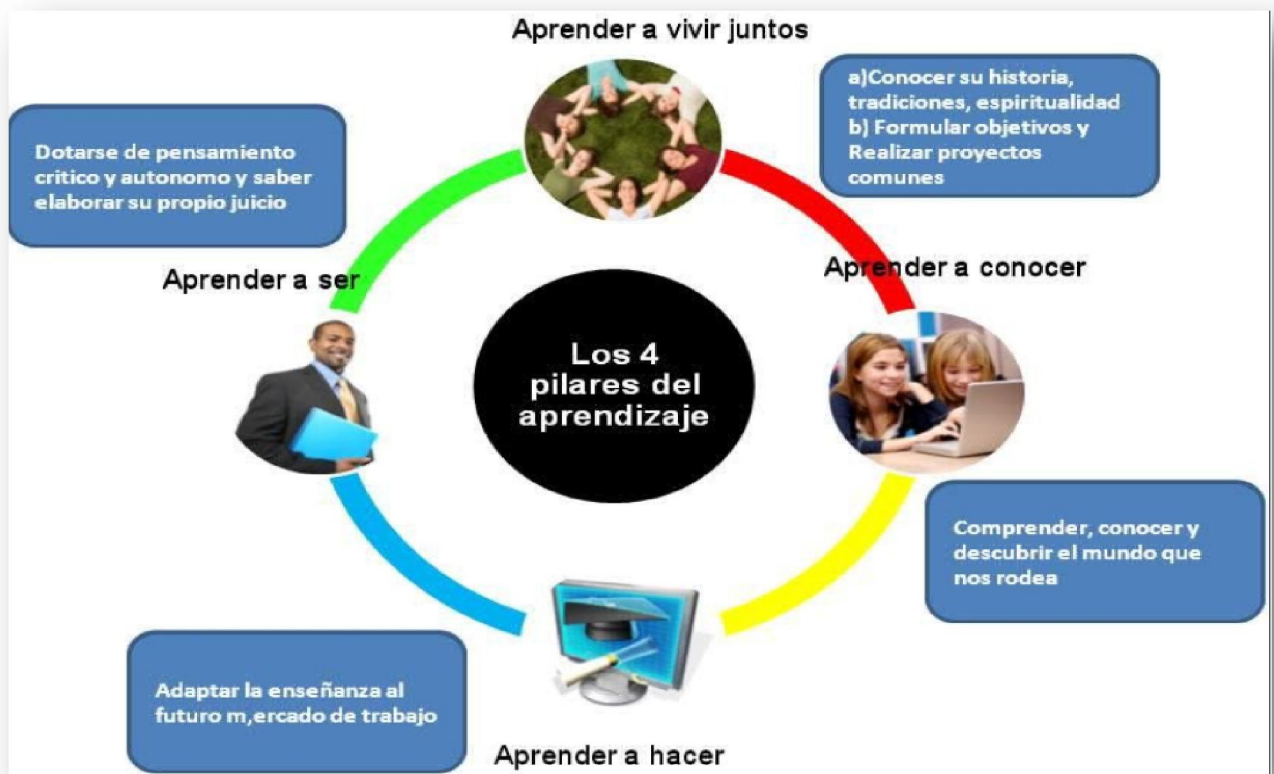 Aprender a vivir juntos
a)Conocer su historia,
tradiciones, espiritualidad
b) Formular objetivos y
Realizar proyectos
comunes
Dotarse de pensamiento
critico y autonomo y saber
elaborar su propio juicio
Aprender a ser
Aprender a conocer
Los 4
pilares del
aprendizaje
Comprender, conocer y
descubrir el mundo que
nos rodea
Adaptar la enseñanza al
futuro m,ercado de trabajo
Aprender a hacer